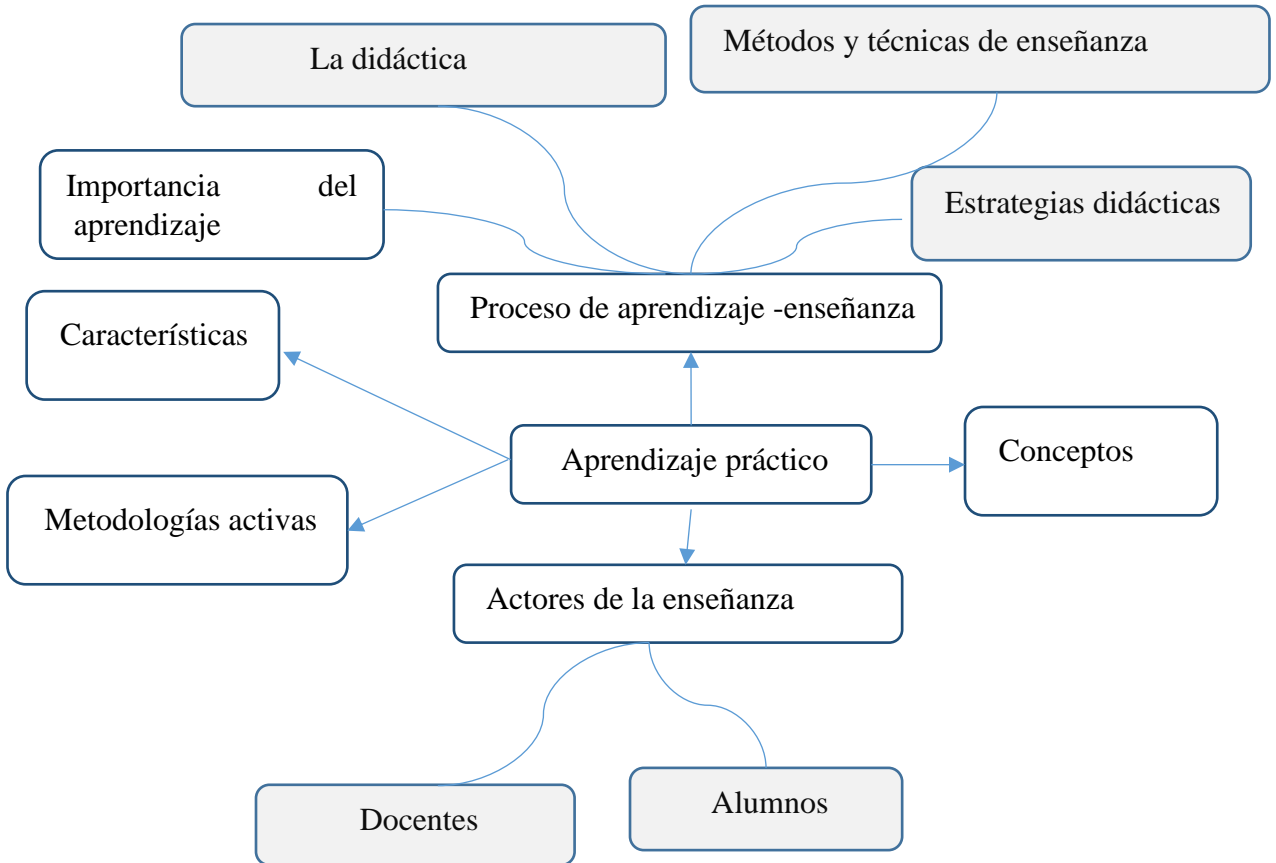 La didáctica
Métodos y técnicas de enseñanza
Importancia del
aprendizaje
Estrategias didácticas
Proceso de aprendizaje -enseñanza
Características
Aprendizaje práctico
Conceptos
Metodologías activas
Actores de la enseñanza
Docentes
Alumnos